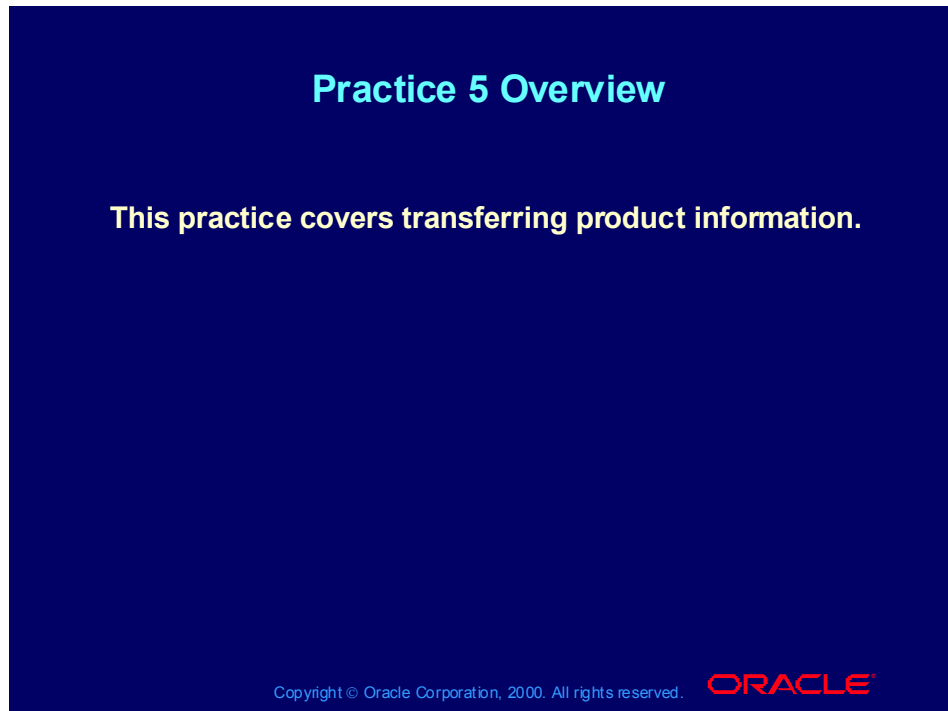 Practice 5 Overview
This practice covers transferring product information.
Copyright © Oracle Corporation, 2000. All rights reserved. ORACLE®